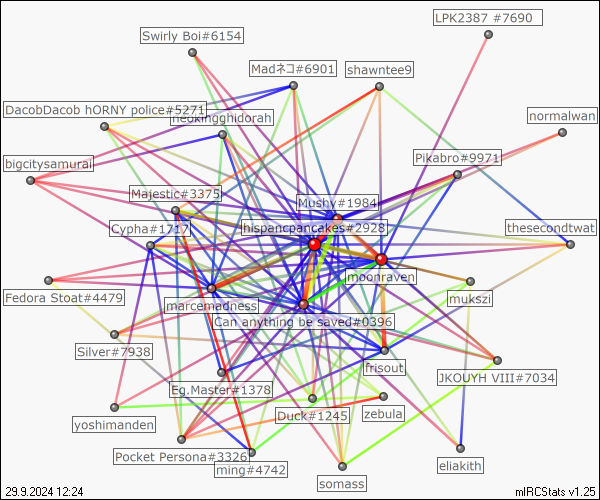 LPK2387 #7690
Swirly Boi#6154
Madネコ#6901
shawntee9
DacobDacob hORNY police#5271
neokingghidorah
normalwan
Pikabro#9971
bigcitysamurai
Majestic#3375
Mushy#1984
Cypha#1717
hispancpancakes#2928
thesecondtwat
moonraven
Fedora Stoat#4479
marcemadness
mukszi
Can anything be saved#0396
Silver#7938
frisout
JKOUYH VIII#7034
Eg.Master#1378
yoshimanden
Duck#1245
zebula
Pocket Persona#3326
ming#4742
eliakith
somass
29.9.2024 12:24
mIRCStats v1.25